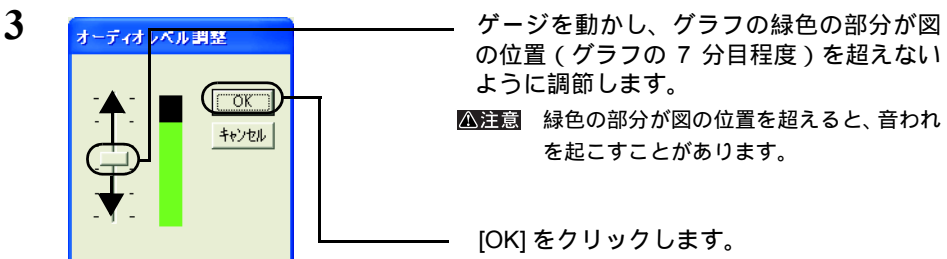 3
オーディオレベル調整
OK
キャンセル
ゲージを動かし、グラフの緑色の部分が図
の位置(グラフの 7 分目程度)を超えない
ように調節します。
注意 緑色の部分が図の位置を超えると、音われ
を起こすことがあります。
[OK] をクリックします。